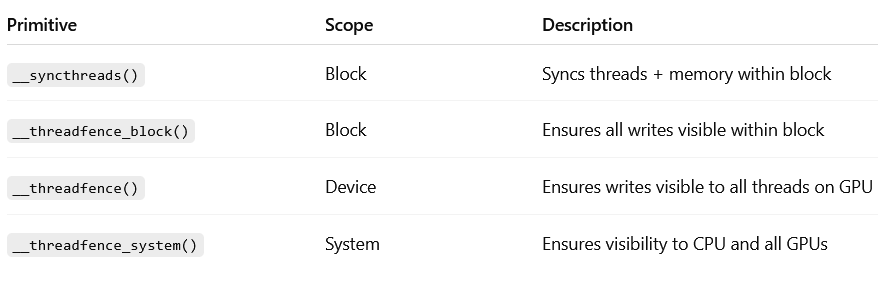 Primitive Scope Description
__syncthreads() Block Syncs threads + memory within block
__threadfence_block() Block Ensures all writes visible within block
__threadfence() Device Ensures writes visible to all threads on GPU
__threadfence_system() System Ensures visibility to CPU and all GPUs